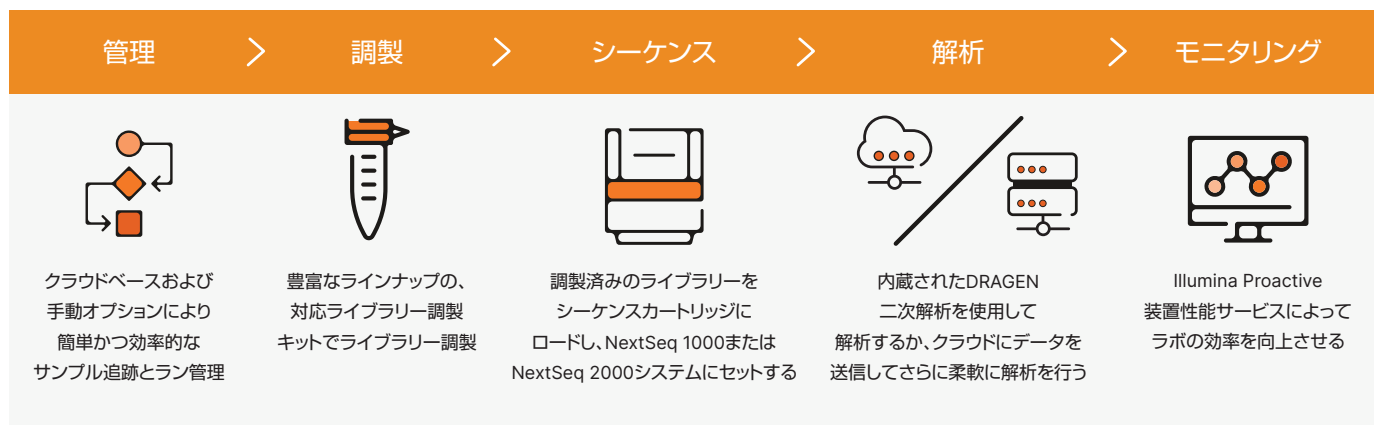 管理
調製
シーケンス
解析
モニタリング
クラウドベースおよび
手動オプションにより
簡単かつ効率的な
サンプル追跡とラン管理
豊富なラインナップの、
対応ライブラリー調製
キットでライブラリー調製
調製済みのライブラリーを
シーケンスカートリッジに
ロードし、NextSeq 1000または
NextSeq 2000システムにセットする
内蔵されたDRAGEN
二次解析を使用して
解析するか、クラウドにデータを
送信してさらに柔軟に解析を行う
Illumina Proactive
装置性能サービスによって
ラボの効率を向上させる